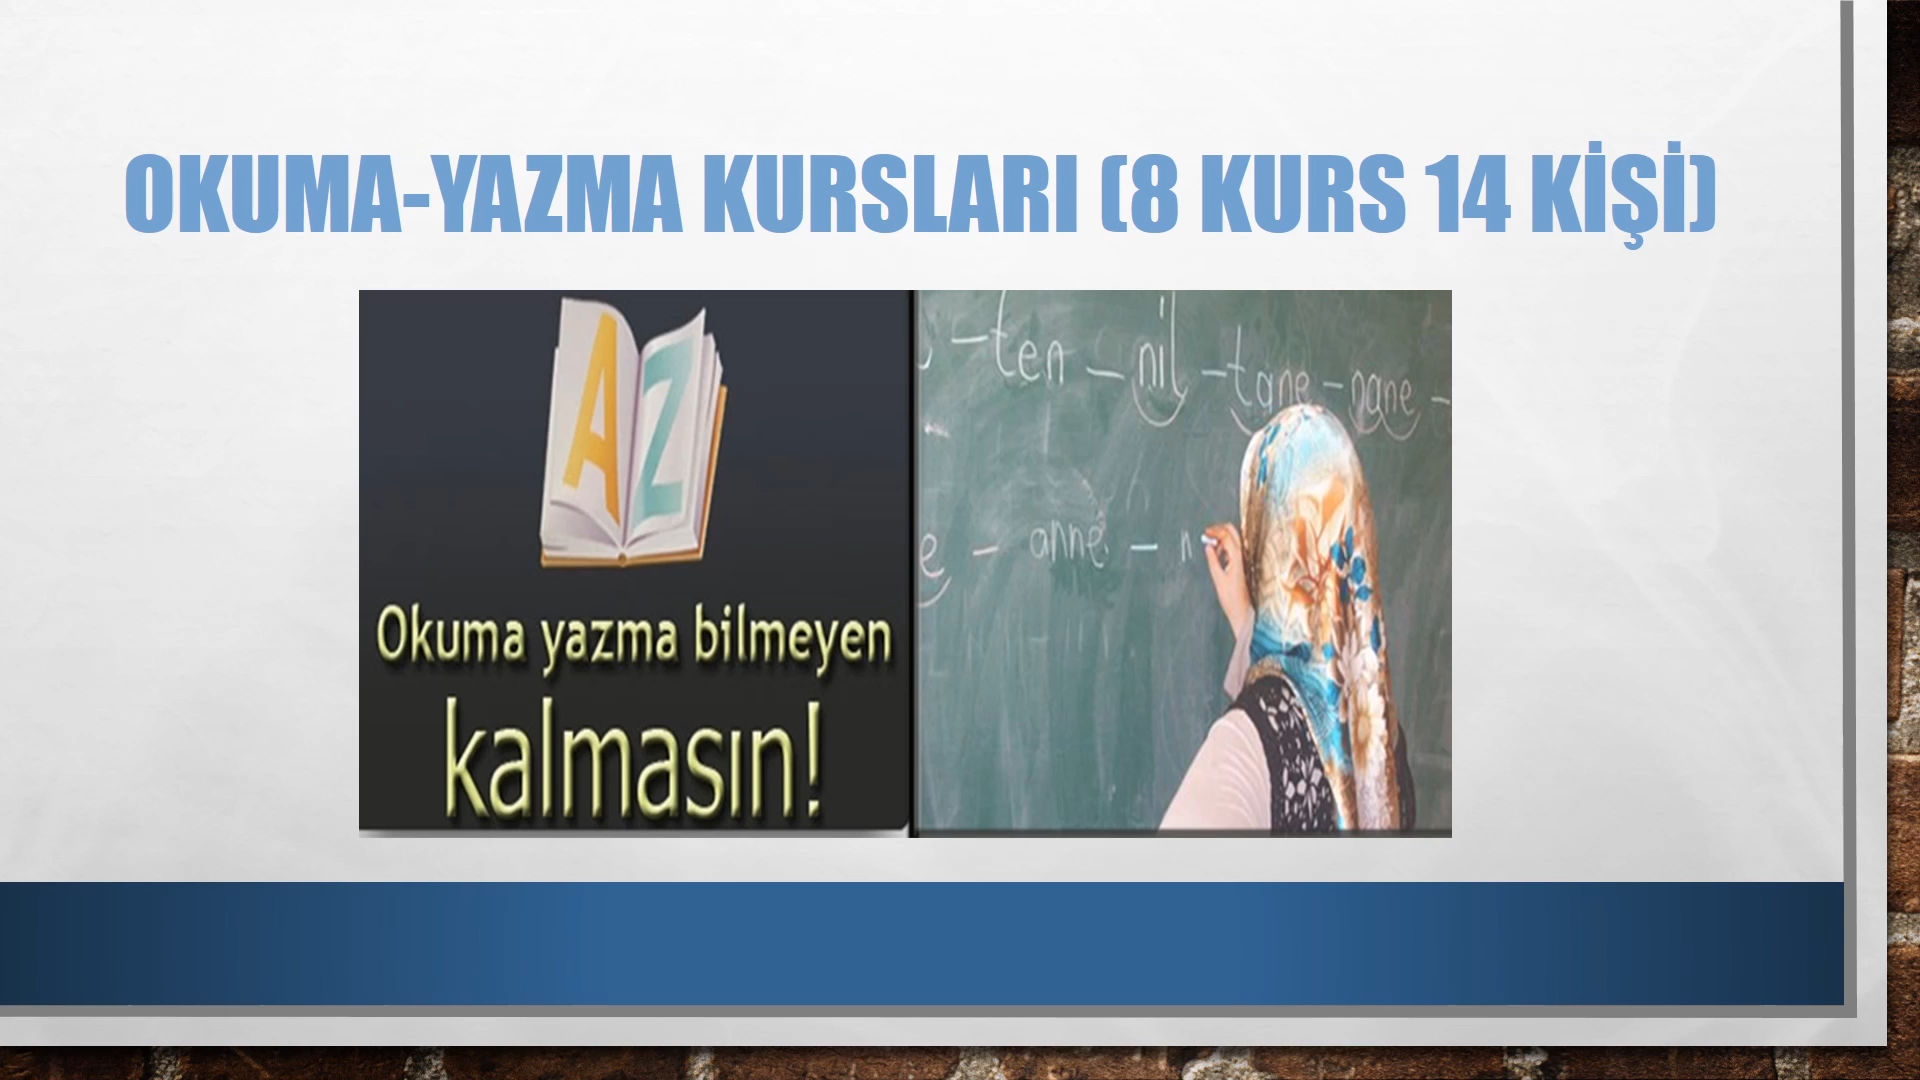 OKUMA-YAZMA KURSLARI (8 KURS 14 KİŞİ)
A Z
Okuma yazma bilmeyen
kalmasın!
-ten - nil - tane - nane -
e - anne - n